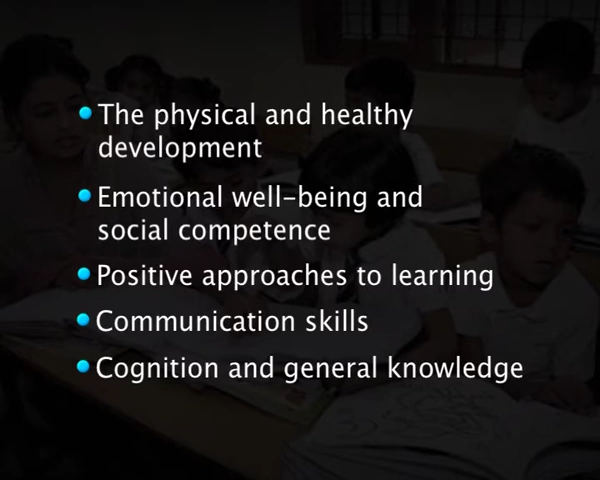 • The physical and healthy
development
• Emotional well-being and
social competence
• Positive approaches to learning
• Communication skills
• Cognition and general knowledge